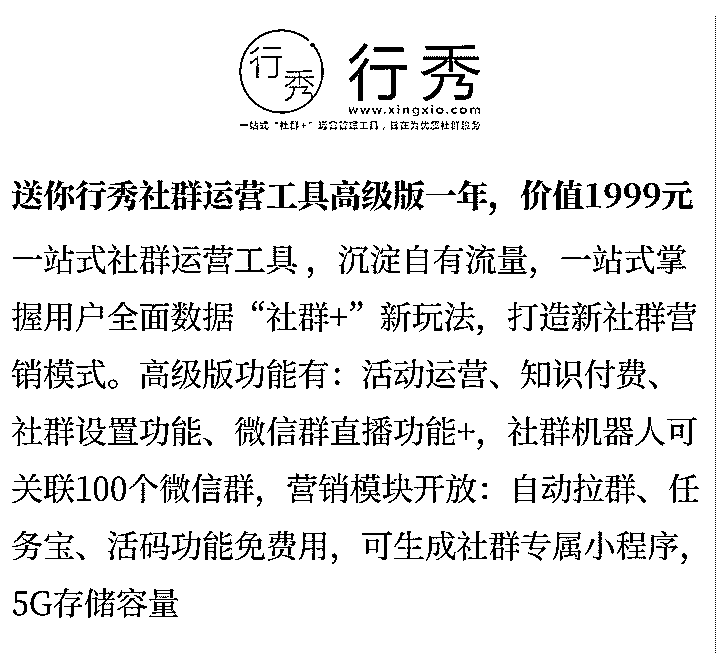 行秀
行秀
www.xingxio.com
一站式“社群+”运营管理工具，旨在为优秀社群服务
送你行秀社群运营工具高级版一年，价值1999元
一站式社群运营工具，沉淀自有流量，一站式掌
握用户全面数据“社群+”新玩法，打造新社群营
销模式。高级版功能有：活动运营、知识付费、
社群设置功能、微信群直播功能+，社群机器人可
关联100个微信群，营销模块开放：自动拉群、任
务宝、活码功能免费用，可生成社群专属小程序，
5G存储容量